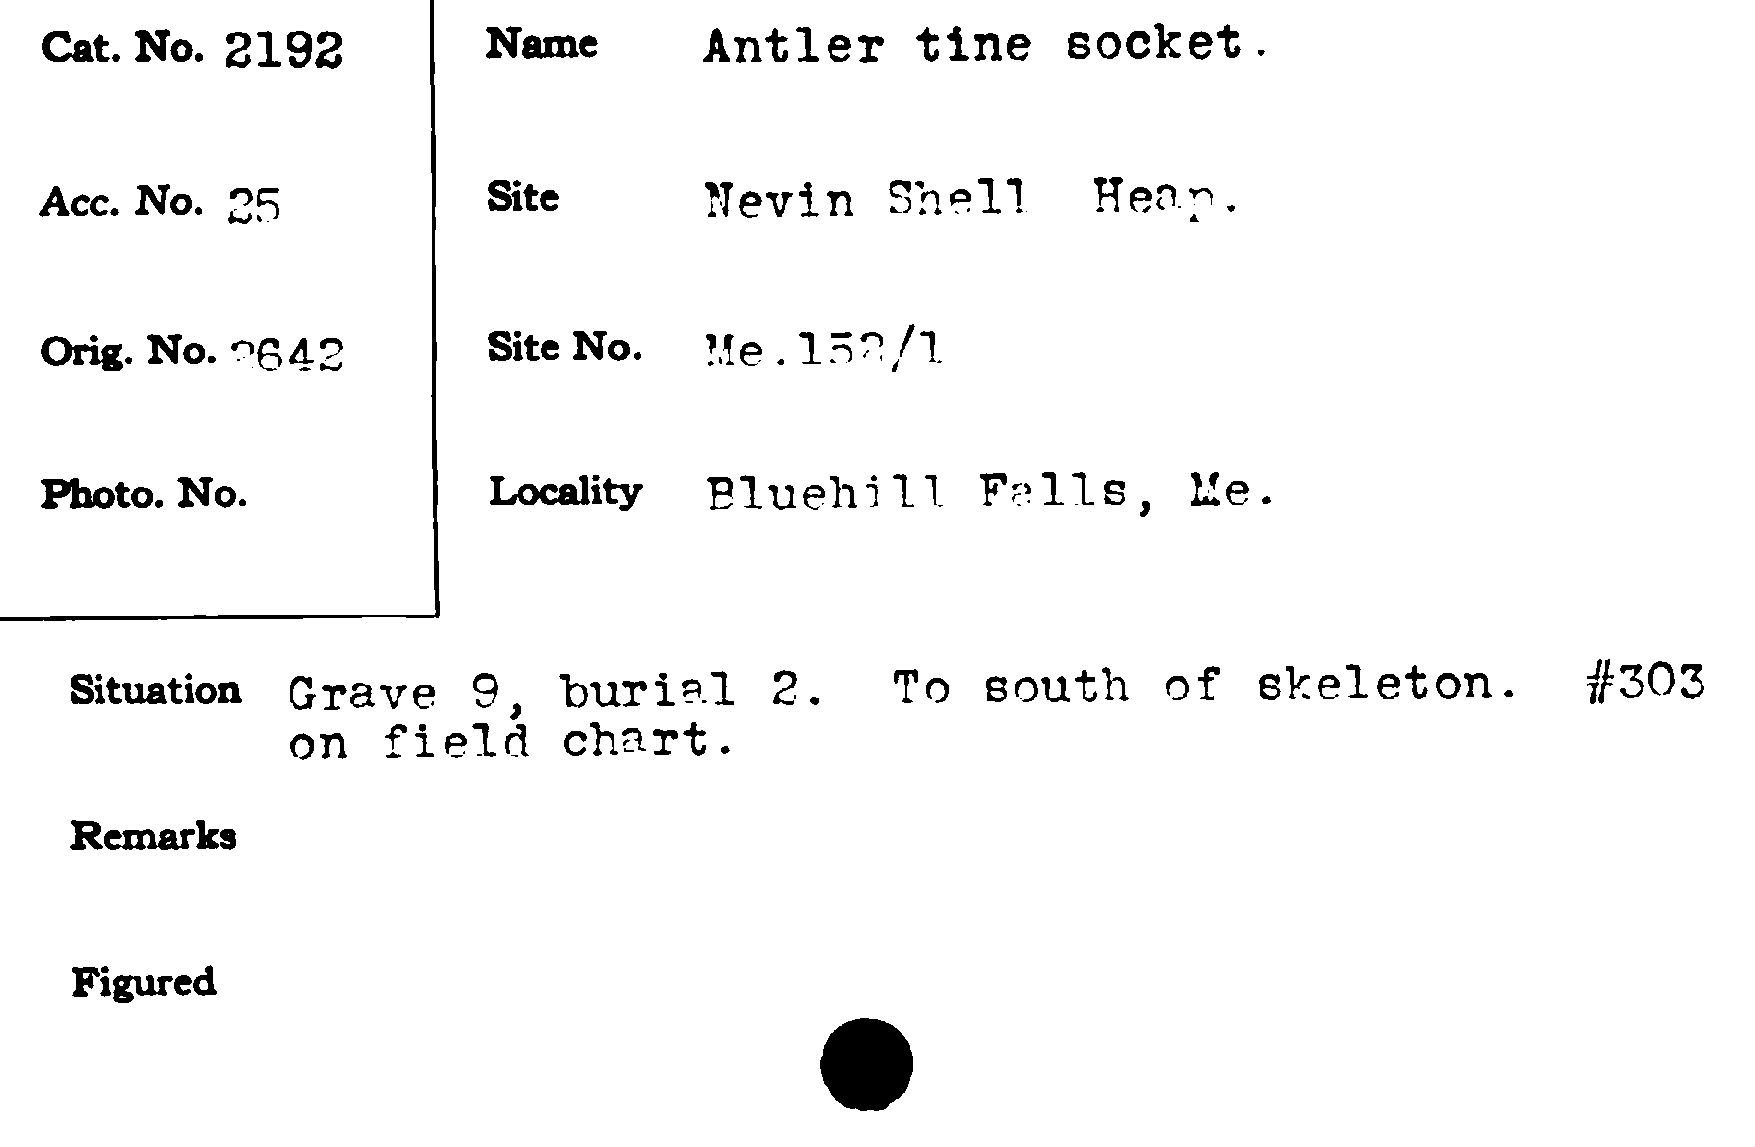 Cat. No. 2192
Name Antler tine socket.
Acc. No. 25
Site Nevin Shell Heap.
Orig. No. 2642
Site No. Me.152/1
Photo. No.
Locality Bluehill Falls, Me.
Situation Grave 9, burial 2. To south of skeleton. #303
on field chart.
Remarks
Figured